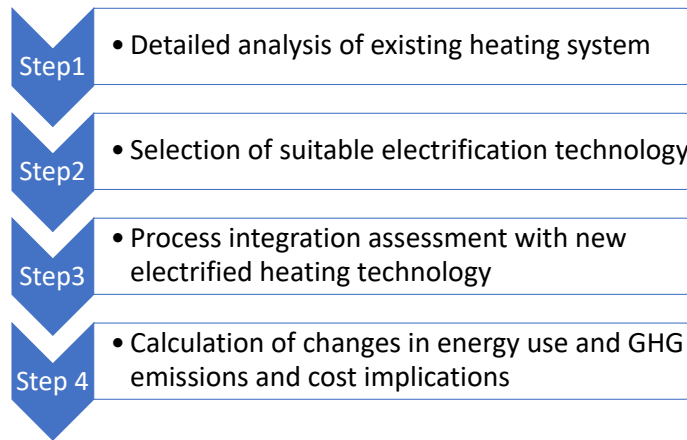 Step1
• Detailed analysis of existing heating system
Step2
• Selection of suitable electrification technology
Step3
• Process integration assessment with new
electrified heating technology
Step 4
• Calculation of changes in energy use and GHG
emissions and cost implications